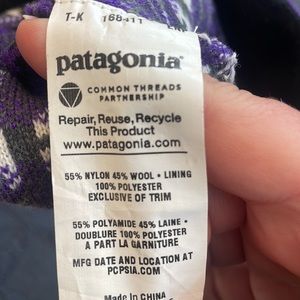 T-K 168411
patagonia®
COMMON THREADS
PARTNERSHIP
Repair, Reuse, Recycle
This Product
www.patagonia.com
55% NYLON 45% WOOL • LINING
100% POLYESTER
EXCLUSIVE OF TRIM
55% POLYAMIDE 45% LAINE •
DOUBLURE 100% POLYESTER
A PART LA GARNITURE
MFG DATE AND LOCATION AT
PCPSIA.COM
Made in CHINA